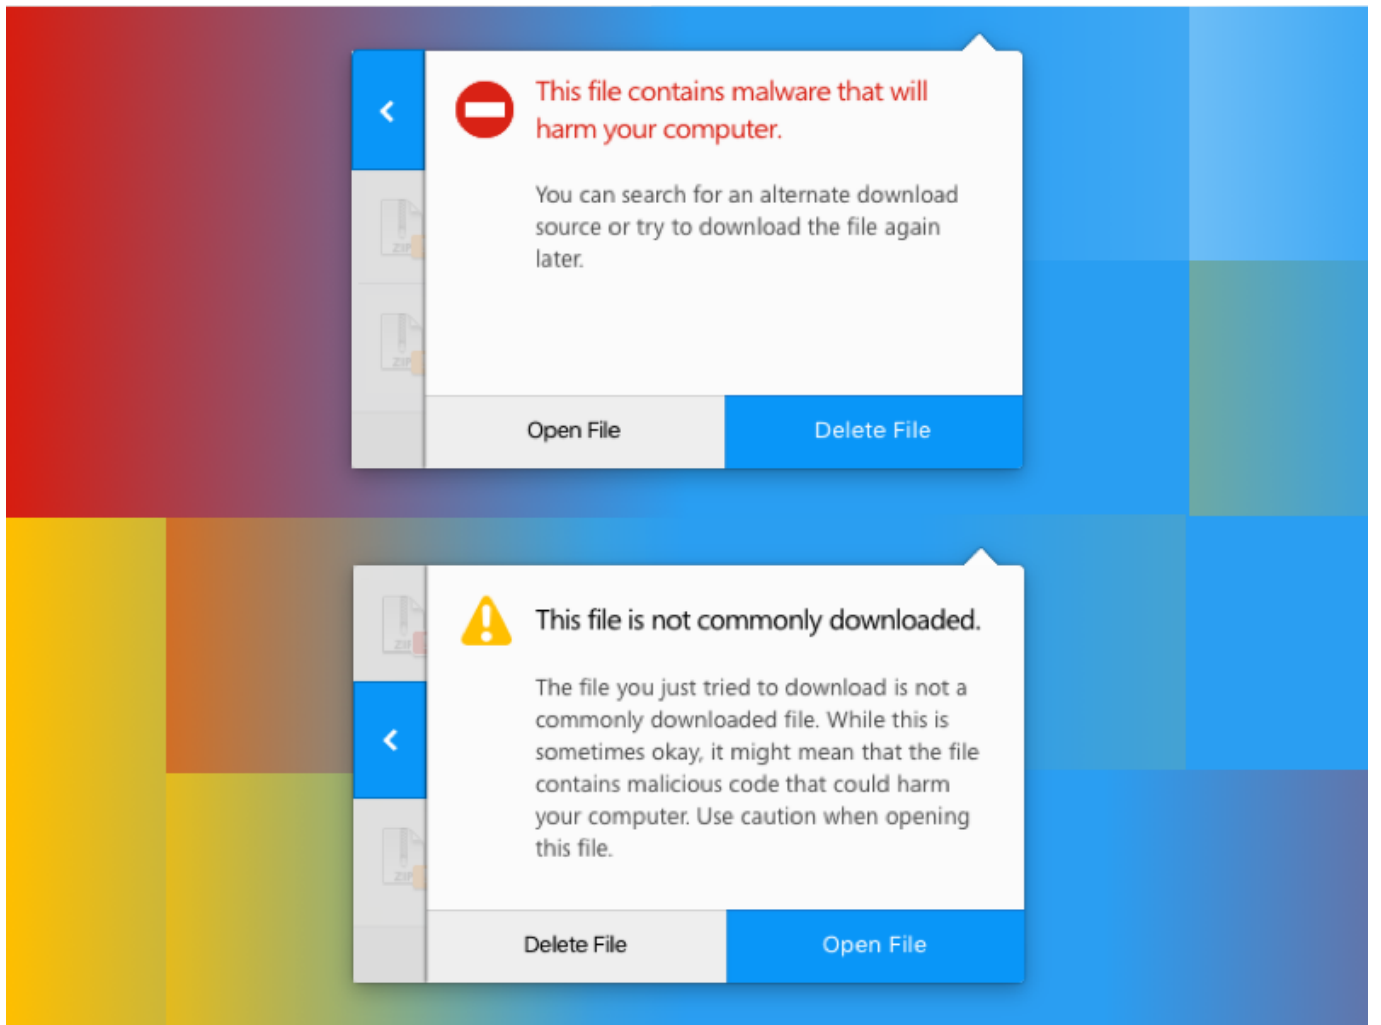 This file contains malware that will
harm your computer.
You can search for an alternate download
source or try to download the file again
later.
ZIP
ZIP
Open File
Delete File
This file is not commonly downloaded.
The file you just tried to download is not a
commonly downloaded file. While this is
sometimes okay, it might mean that the file
contains malicious code that could harm
your computer. Use caution when opening
this file.
ZIP
ZIP
Delete File
Open File